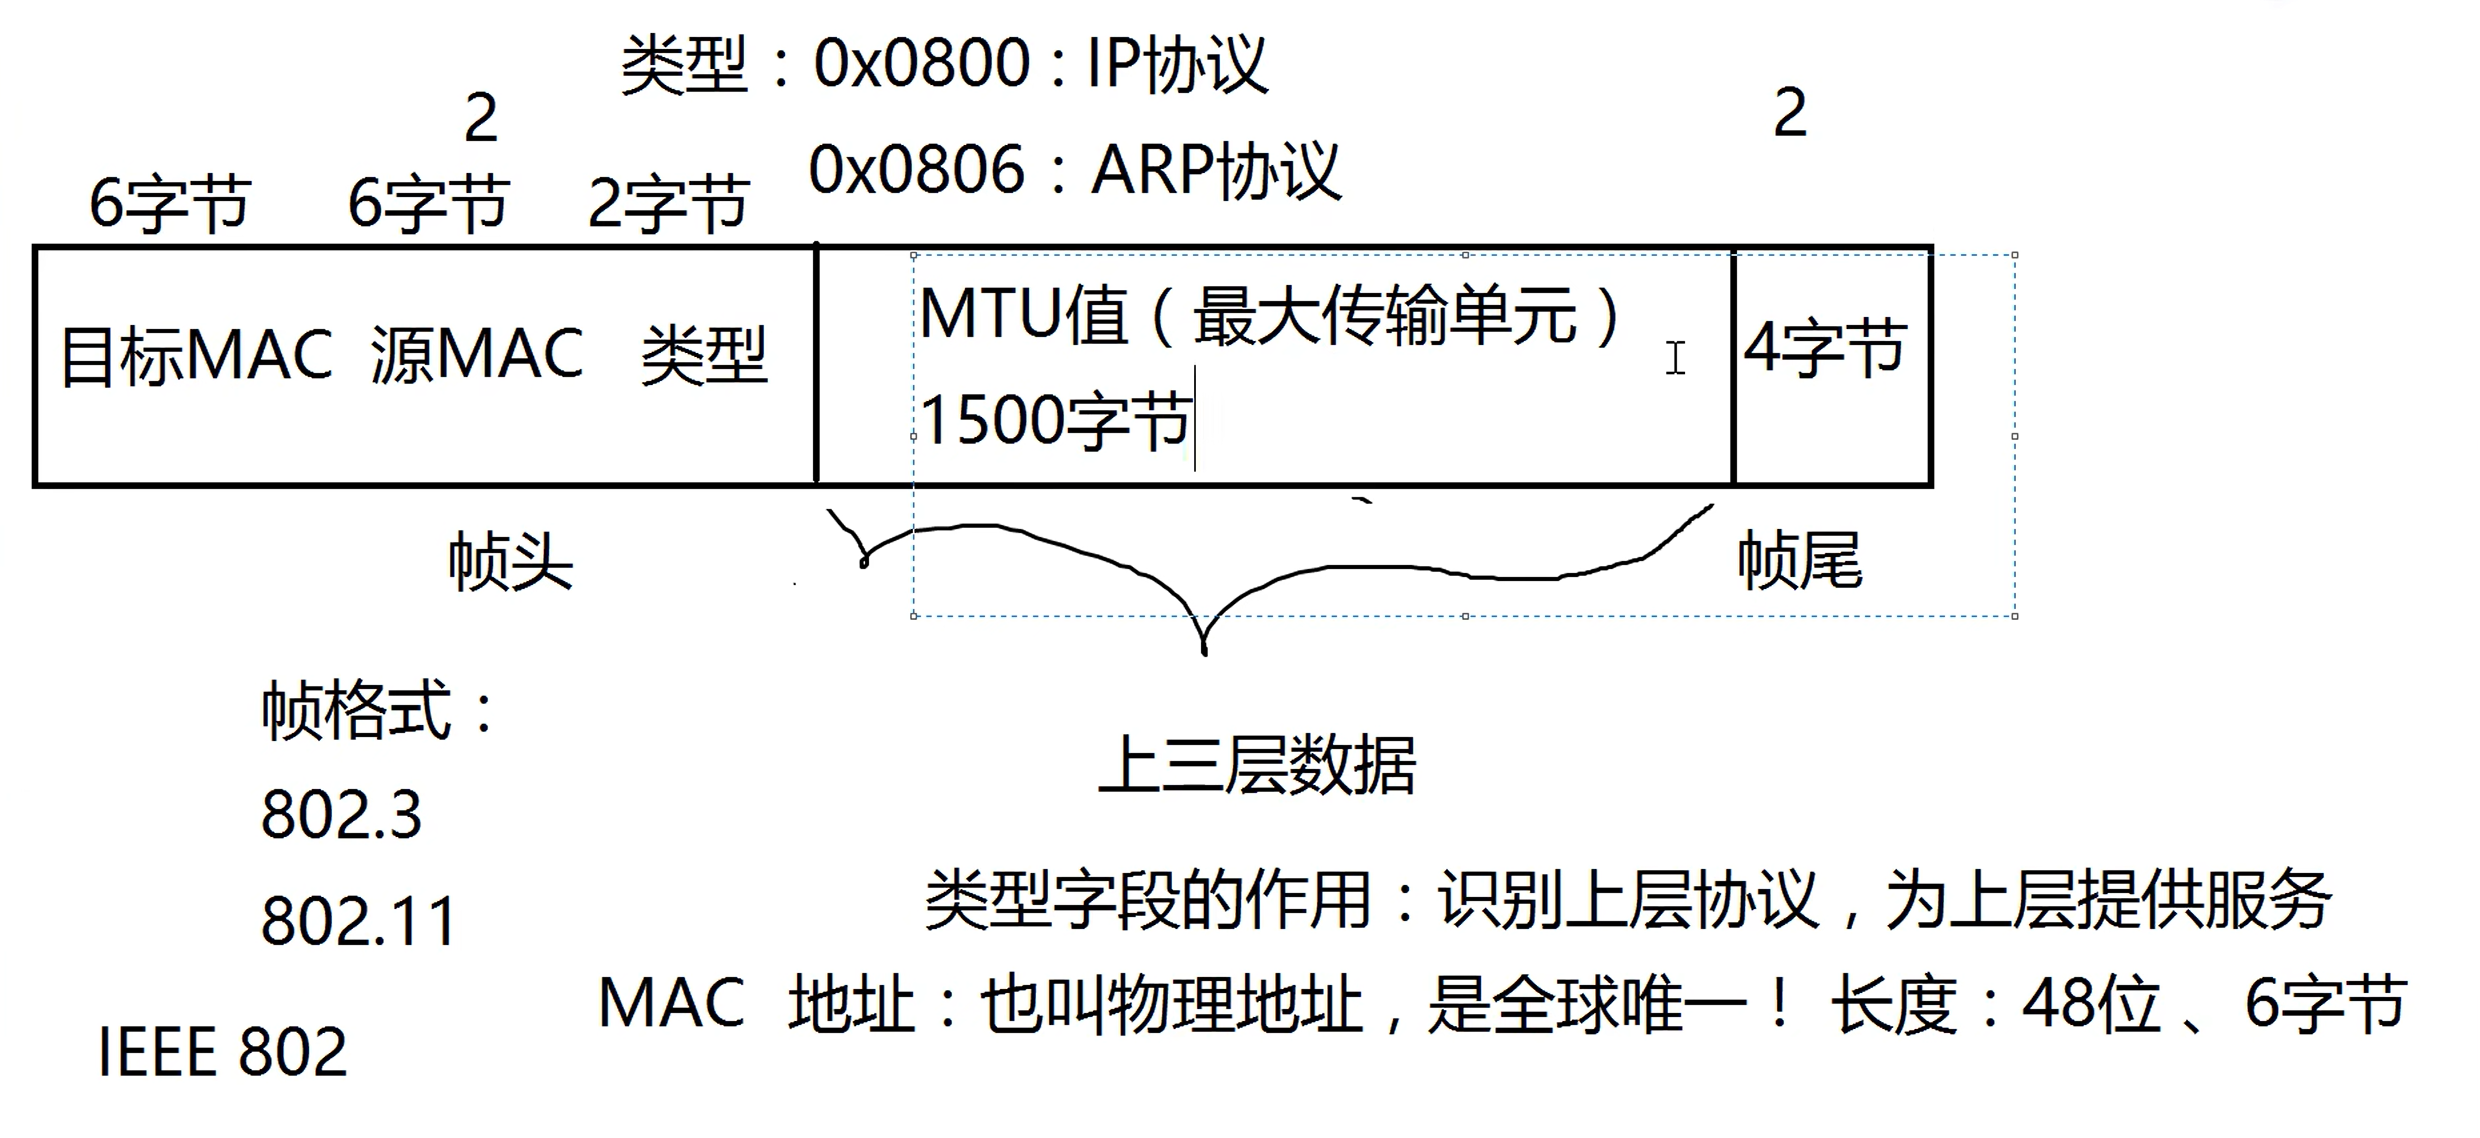 类型：0x0800：IP协议
2
2
0x0806：ARP协议
6字节 6字节 2字节
目标MAC 源MAC 类型
MTU值（最大传输单元）
1500字节
4字节
帧头
帧尾
帧格式：
802.3
802.11
上三层数据
类型字段的作用：识别上层协议，为上层提供服务
MAC 地址：也叫物理地址，是全球唯一！ 长度：48位 、6字节
IEEE 802